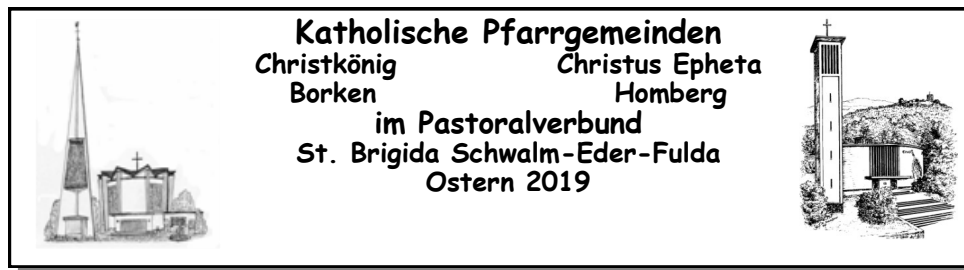 Katholische Pfarrgemeinden
Christkönig Christus Epheta
Borken Homberg
im Pastoralverbund
St. Brigida Schwalm-Eder-Fulda
Ostern 2019